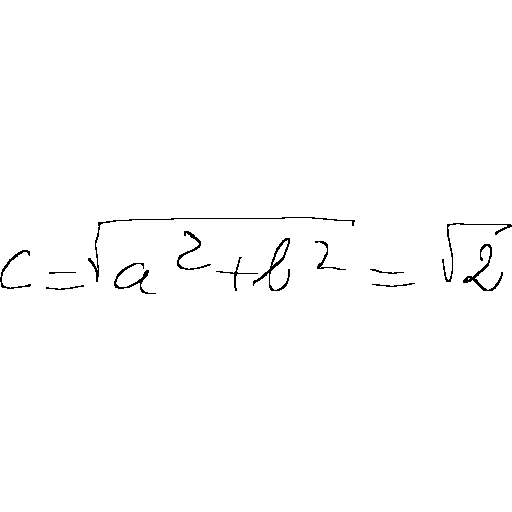 c = √(a² + b²) = √2